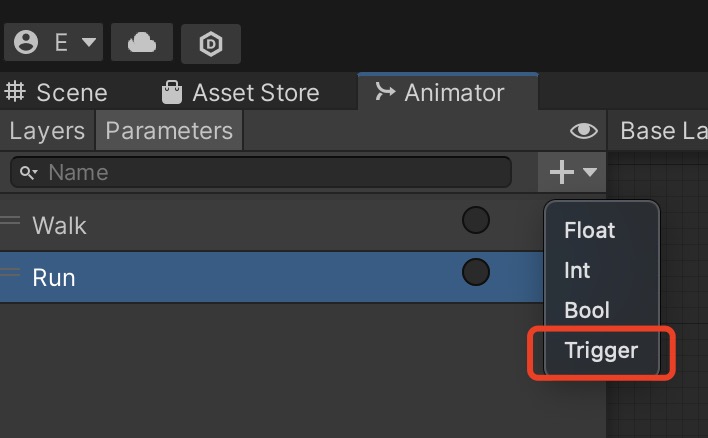 E
Scene
Asset Store
Animator
Layers
Parameters
Base La
Name
Walk
Run
Float
Int
Bool
Trigger